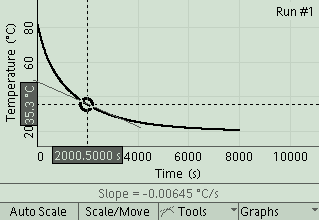 Run #1
Temperature (°C)
80
60
35.3 °C
20
0
2000.5000 s
4000
6000
8000
10000
Time (s)
Slope = -0.00645 °C/s
Auto Scale
Scale/Move
Tools
Graphs